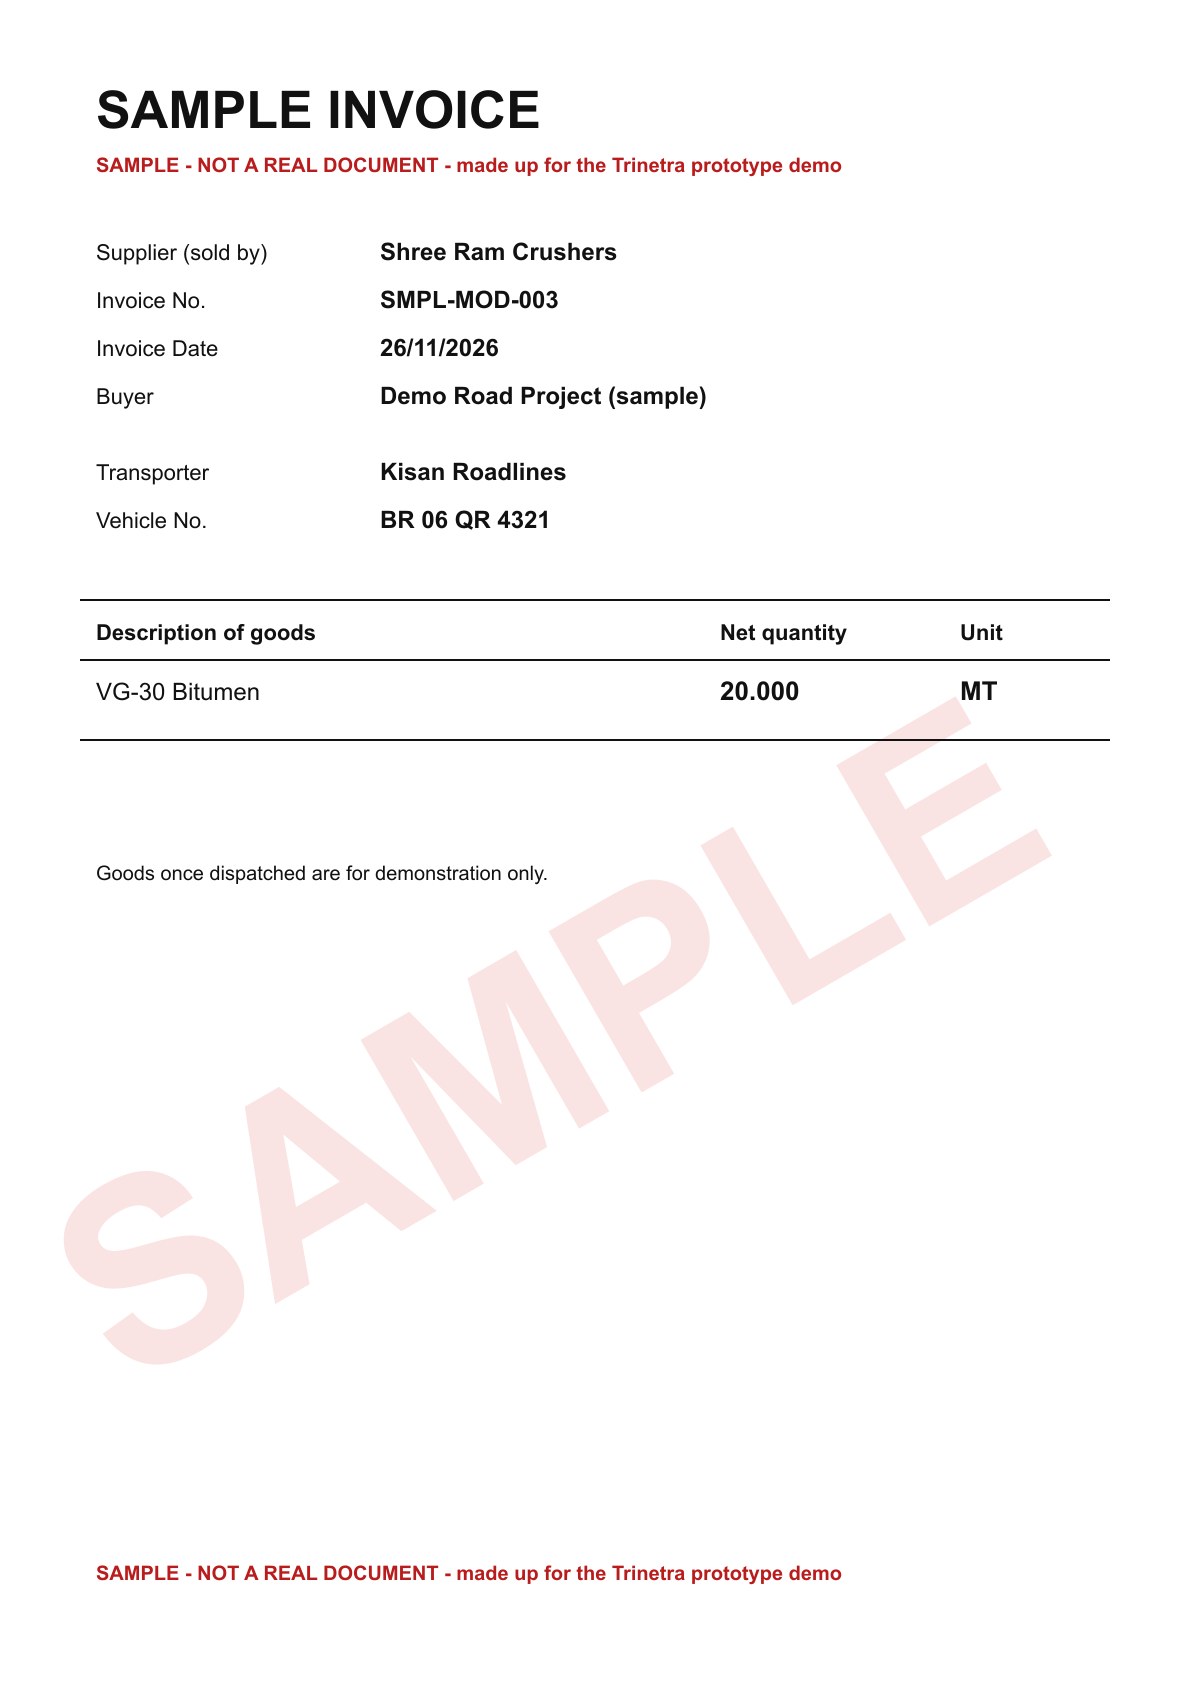 SAMPLE INVOICE
SAMPLE - NOT A REAL DOCUMENT - made up for the Trinetra prototype demo
Supplier (sold by) Shree Ram Crushers
Invoice No. SMPL-MOD-003
Invoice Date 26/11/2026
Buyer Demo Road Project (sample)
Transporter Kisan Roadlines
Vehicle No. BR 06 QR 4321
Description of goods Net quantity Unit
VG-30 Bitumen 20.000 MT
Goods once dispatched are for demonstration only.
SAMPLE
SAMPLE - NOT A REAL DOCUMENT - made up for the Trinetra prototype demo